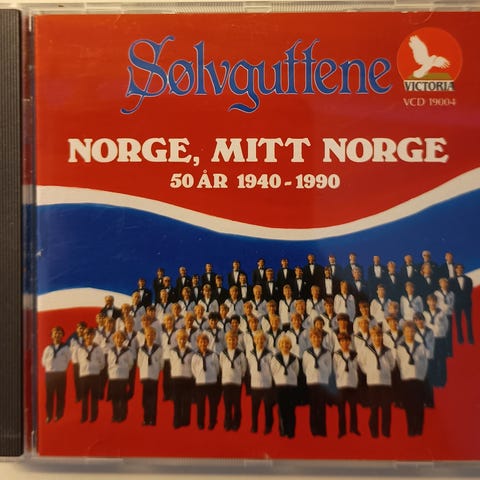 Sølvguttene
VICTORIA
VCD 19004
NORGE, MITT NORGE
50 ÅR 1940-1990